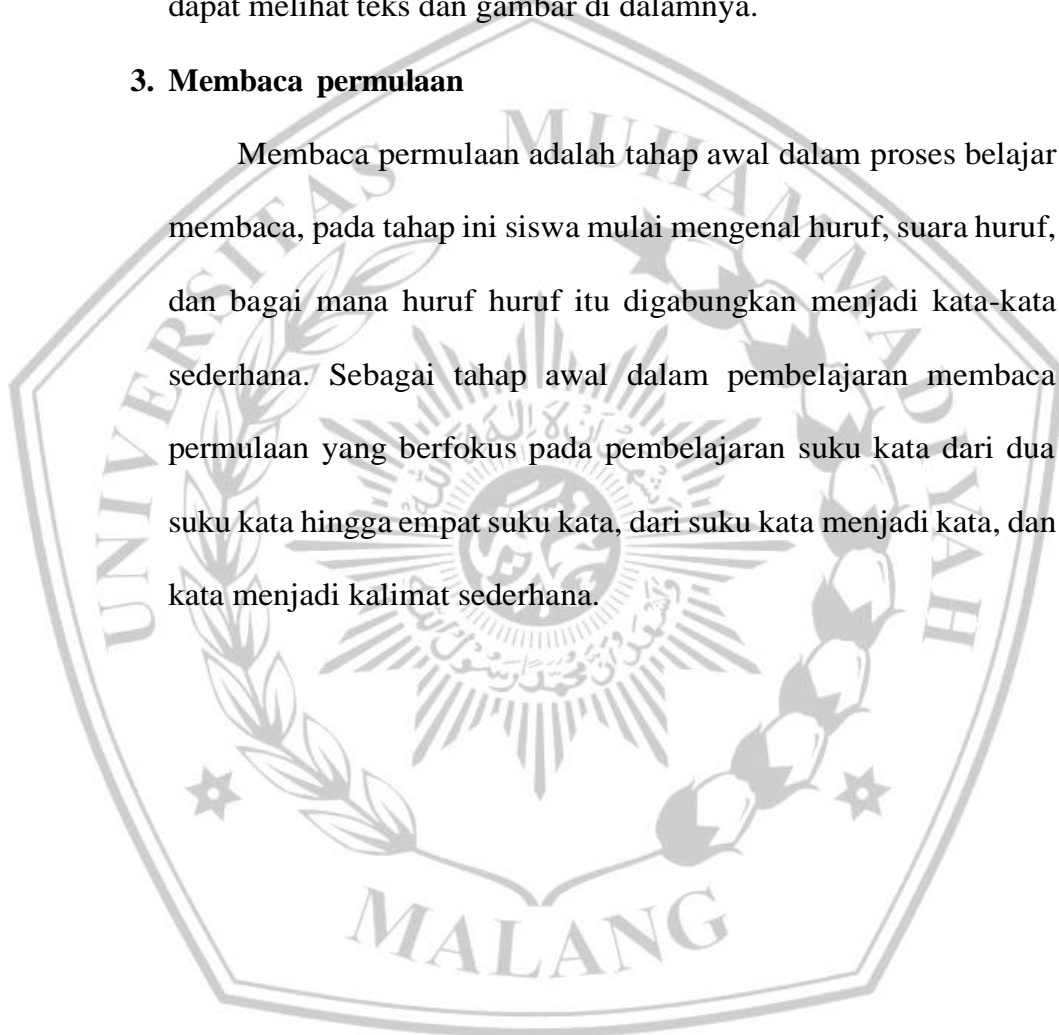 dapat melihat teks dan gambar di dalamnya.
3. Membaca permulaan
Membaca permulaan adalah tahap awal dalam proses belajar
membaca, pada tahap ini siswa mulai mengenal huruf, suara huruf,
dan bagai mana huruf huruf itu digabungkan menjadi kata-kata
sederhana. Sebagai tahap awal dalam pembelajaran membaca
permulaan yang berfokus pada pembelajaran suku kata dari dua
suku kata hingga empat suku kata, dari suku kata menjadi kata, dan
kata menjadi kalimat sederhana.
UNIVERSITAS MUHAMMADIYAH
MALANG